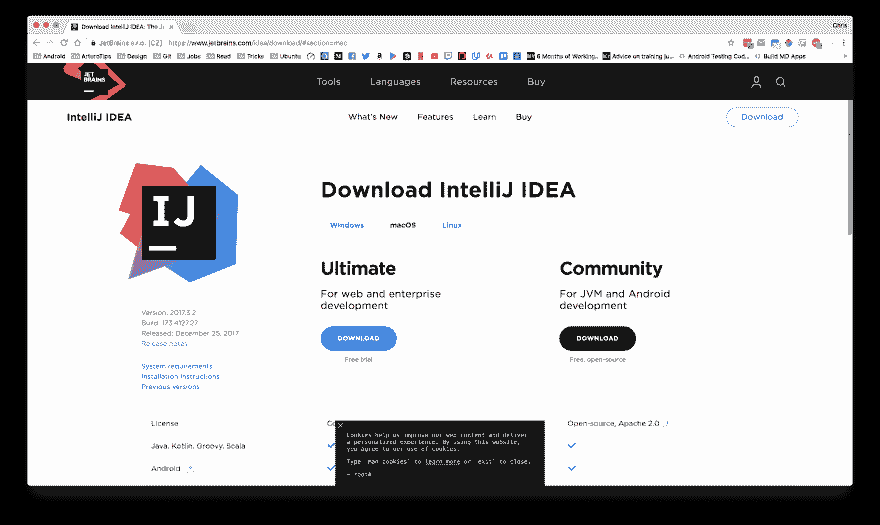 Download IntelliJ IDEA: The J
Chris
JetBrains s.r.o. [CZ] https://www.jetbrains.com/idea/download/#section=mac
Android ArturoTips Design Git Jobs Read Tricks Ubuntu 6 Months of Working... Advice on training ju... Android Testing Cod... Build MD Apps
JET
BRAINS
Tools Languages Resources Buy
IntelliJ IDEA What's New Features Learn Buy Download
IJ
Download IntelliJ IDEA
Windows macOS Linux
Ultimate Community
For web and enterprise
development
For JVM and Android
development
DOWNLOAD DOWNLOAD
Free trial Free, open-source
Version: 2017.3.2
Build: 173.4127.27
Released: December 25, 2017
Release notes
System requirements
Installation Instructions
Previous versions
License Open-source, Apache 2.0
Java, Kotlin, Groovy, Scala
Android
Cookies help us improve our web content and deliver
a personalized experience. By using this website,
you agree to our use of cookies.
Type 'man cookies' to learn more or 'exit' to close.